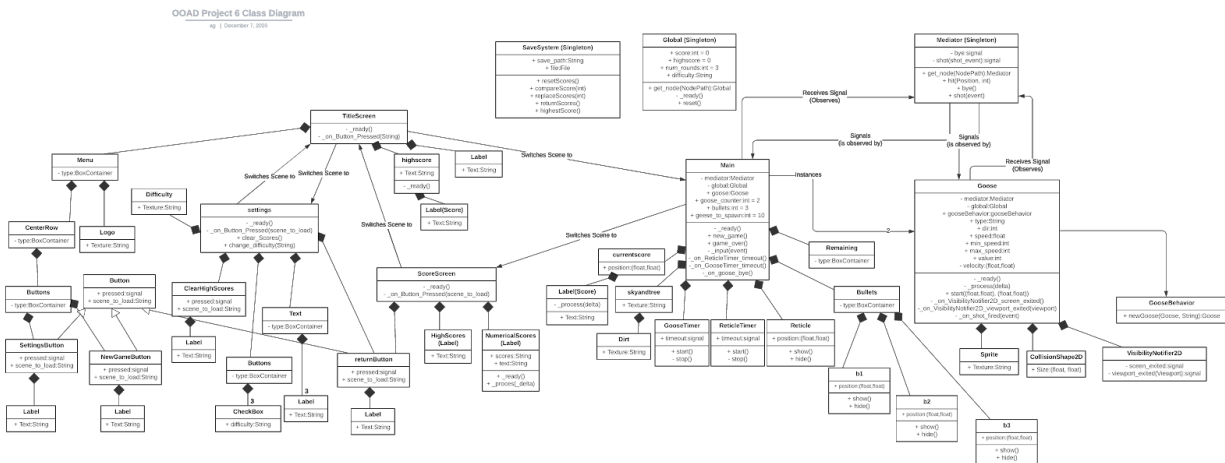 OOAD Project 6 Class Diagram
ag | December 7, 2020
SaveSystem (Singleton)
+ save_path:String
+ file:File
+ resetScores()
+ compareScore(int)
+ replaceScores(int)
+ returnScores()
+ highestScore()
Global (Singleton)
+ score:int = 0
+ highscore = 0
+ num_rounds:int = 3
+ difficulty:String
+ get_node(NodePath):Global
- _ready()
+ reset()
Mediator (Singleton)
- bye:signal
- shot(shot_event):signal
+ get_node(NodePath):Mediator
+ hit(Position, int)
+ bye()
+ shot(event)
Receives Signal
(Observes)
Signals
(is observed by)
Signals
(is observed by)
Receives Signal
(Observes)
TitleScreen
- _ready()
- _on_Button_Pressed(String)
Menu
- type:BoxContainer
highscore
+ Text:String
- _ready()
Label
+ Text:String
Label(Score)
+ Text:String
Switches Scene to
Switches Scene to
Switches Scene to
Switches Scene to
Difficulty
+ Texture:String
CenterRow
- type:BoxContainer
Logo
+ Texture:String
settings
- _ready()
- _on_Button_Pressed(scene_to_load)
+ clear_Scores()
+ change_difficulty(String)
Main
- mediator:Mediator
- global:Global
+ goose:Goose
+ goose_counter:int = 2
+ bullets:int = 3
+ geese_to_spawn:int = 10
- _ready()
+ new_game()
+ game_over()
- _input(event)
- _on_ReticleTimer_timeout()
- _on_GooseTimer_timeout()
- _on_goose_bye()
Instances
2
Goose
- mediator:Mediator
- global:Global
- gooseBehavior:gooseBehavior
+ type:String
+ dir:int
+ speed:float
+ min_speed:int
+ max_speed:int
+ value:int
- velocity:(float,float)
- _ready()
- _process(delta)
+ start((float,float), (float,float))
- _on_VisibilityNotifier2D_screen_exited()
- _on_VisibilityNotifier2D_viewport_exited(viewport)
- _on_shot_fired(event)
GooseBehavior
+ newGoose(Goose, String):Goose
Buttons
- type:BoxContainer
Button
+ pressed:signal
+ scene_to_load:String
ClearHighScores
+ pressed:signal
+ scene_to_load:String
Text
- type:BoxContainer
ScoreScreen
- _ready()
- _on_Button_Pressed(scene_to_load)
currentscore
+ position:(float,float)
Label(Score)
- _process(delta)
skyandtree
+ Texture:String
Dirt
+ Texture:String
Remaining
- type:BoxContainer
Bullets
- type:BoxContainer
SettingsButton
+ pressed:signal
+ scene_to_load:String
NewGameButton
+ pressed:signal
+ scene_to_load:String
Label
+ Text:String
Buttons
- type:BoxContainer
returnButton
+ pressed:signal
+ scene_to_load:String
HighScores
(Label)
+ Text:String
NumericalScores
(Label)
+ scores:String
+ text:String
+ _ready()
+ _proces(_delta)
GooseTimer
+ timeout:signal
+ start()
- stop()
ReticleTimer
+ timeout:signal
+ start()
- stop()
Reticle
+ position:(float,float)
+ show()
+ hide()
Sprite
+ Texture:String
CollisionShape2D
+ Size (float, float)
VisibilityNotifier2D
- sceen_exited:signal
- viewport_exited(Viewport):signal
Label
+ Text:String
Label
+ Text:String
3
CheckBox
+ difficulty:String
3
Label
+ Text:String
Label
+ Text:String
b1
+ position:(float,float)
+ show()
+ hide()
b2
+ position:(float,float)
+ show()
+ hide()
b3
+ position:(float,float)
+ show()
+ hide()